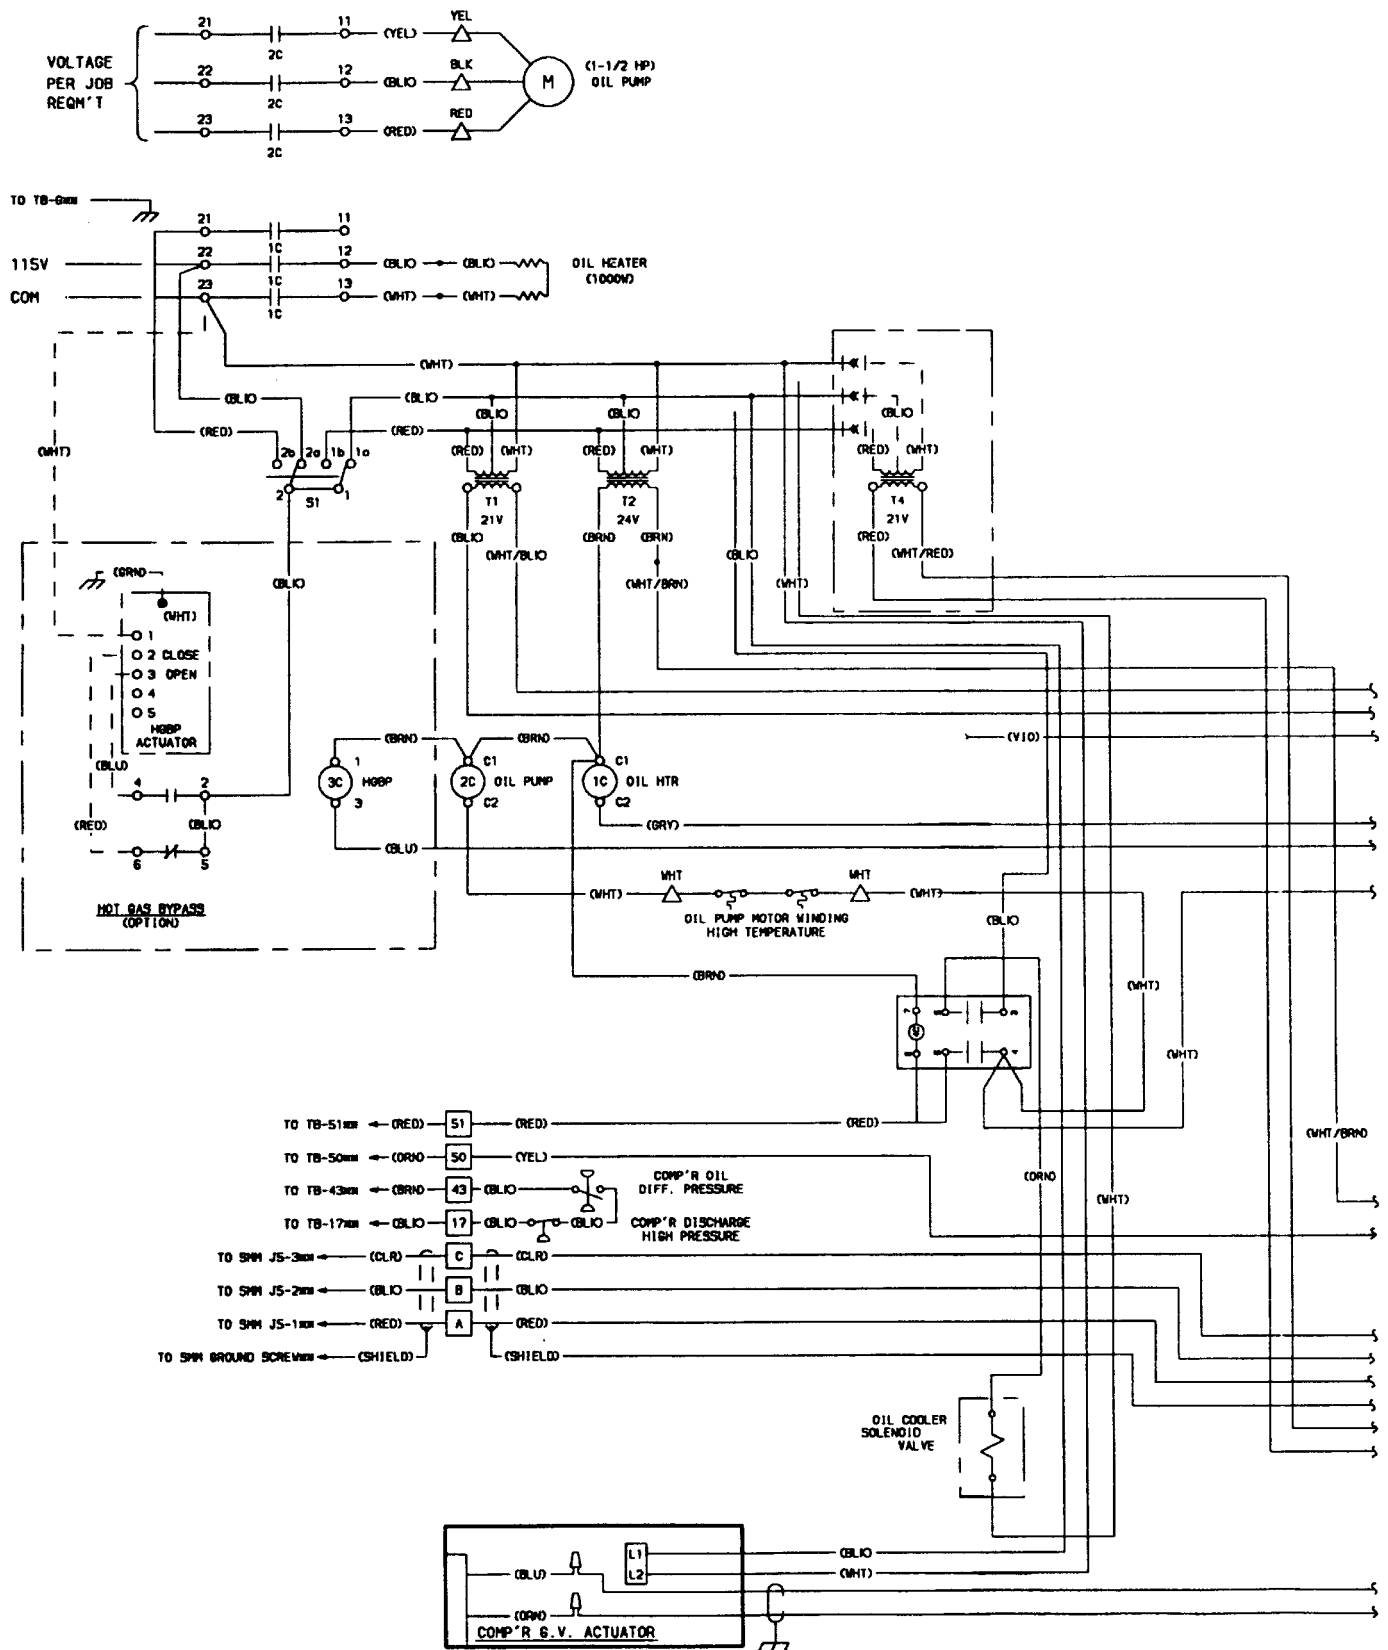 YEL
21 11 (YEL)
2C
VOLTAGE
PER JOB
REQM'T
BLK
22 12 (BLK)
2C
M
(1-1/2 HP)
OIL PUMP
RED
23 13 (RED)
2C
TO TB-G**
21 11
1C
115V 22 12 (BLK) (BLK)
1C
OIL HEATER
(1000W)
COM 23 13 (WHT) (WHT)
1C
(WHT)
(BLK) (BLK) (BLK) (BLK) (BLK)
(RED) (RED)
(WHT) 2b 2a 1b 1a (RED) (WHT) (RED) (WHT) (RED) (WHT)
2 S1 1
T1
21V
T2
24V
T4
21V
(BLK) (WHT/BLK) (BRN) (BRN) (BLK) (RED) (WHT/RED)
(GRN) (BLK) (WHT/BRN) (WHT)
(WHT)
1
2 CLOSE
3 OPEN
4
5
HGBP
ACTUATOR
(VIO)
(BRN) (BRN)
(BLU) 1 C1 C1
3C HGBP 2C OIL PUMP 1C OIL HTR
4 2 3 C2 C2
(RED) (BLK) (GRY)
6 5 (BLU)
WHT WHT
(WHT) (WHT)
HOT GAS BYPASS
(OPTION)
OIL PUMP MOTOR WINDING
HIGH TEMPERATURE
(BLK)
(BRN) (WHT)
(WHT)
TO TB-51** (RED) 51 (RED) (RED)
(WHT/BRN)
TO TB-50** (ORN) 50 (YEL)
COMP'R OIL
DIFF. PRESSURE
(ORN)
TO TB-43** (BRN) 43 (BLK)
(WHT)
TO TB-17** (BLK) 17 (BLK) (BLK)
COMP'R DISCHARGE
HIGH PRESSURE
TO SMM J5-3** (CLR) C (CLR)
TO SMM J5-2** (BLK) B (BLK)
TO SMM J5-1** (RED) A (RED)
TO SMM GROUND SCREW** (SHIELD) (SHIELD)
OIL COOLER
SOLENOID
VALVE
L1 (BLK)
(BLU) L2 (WHT)
(ORN)
COMP'R G.V. ACTUATOR